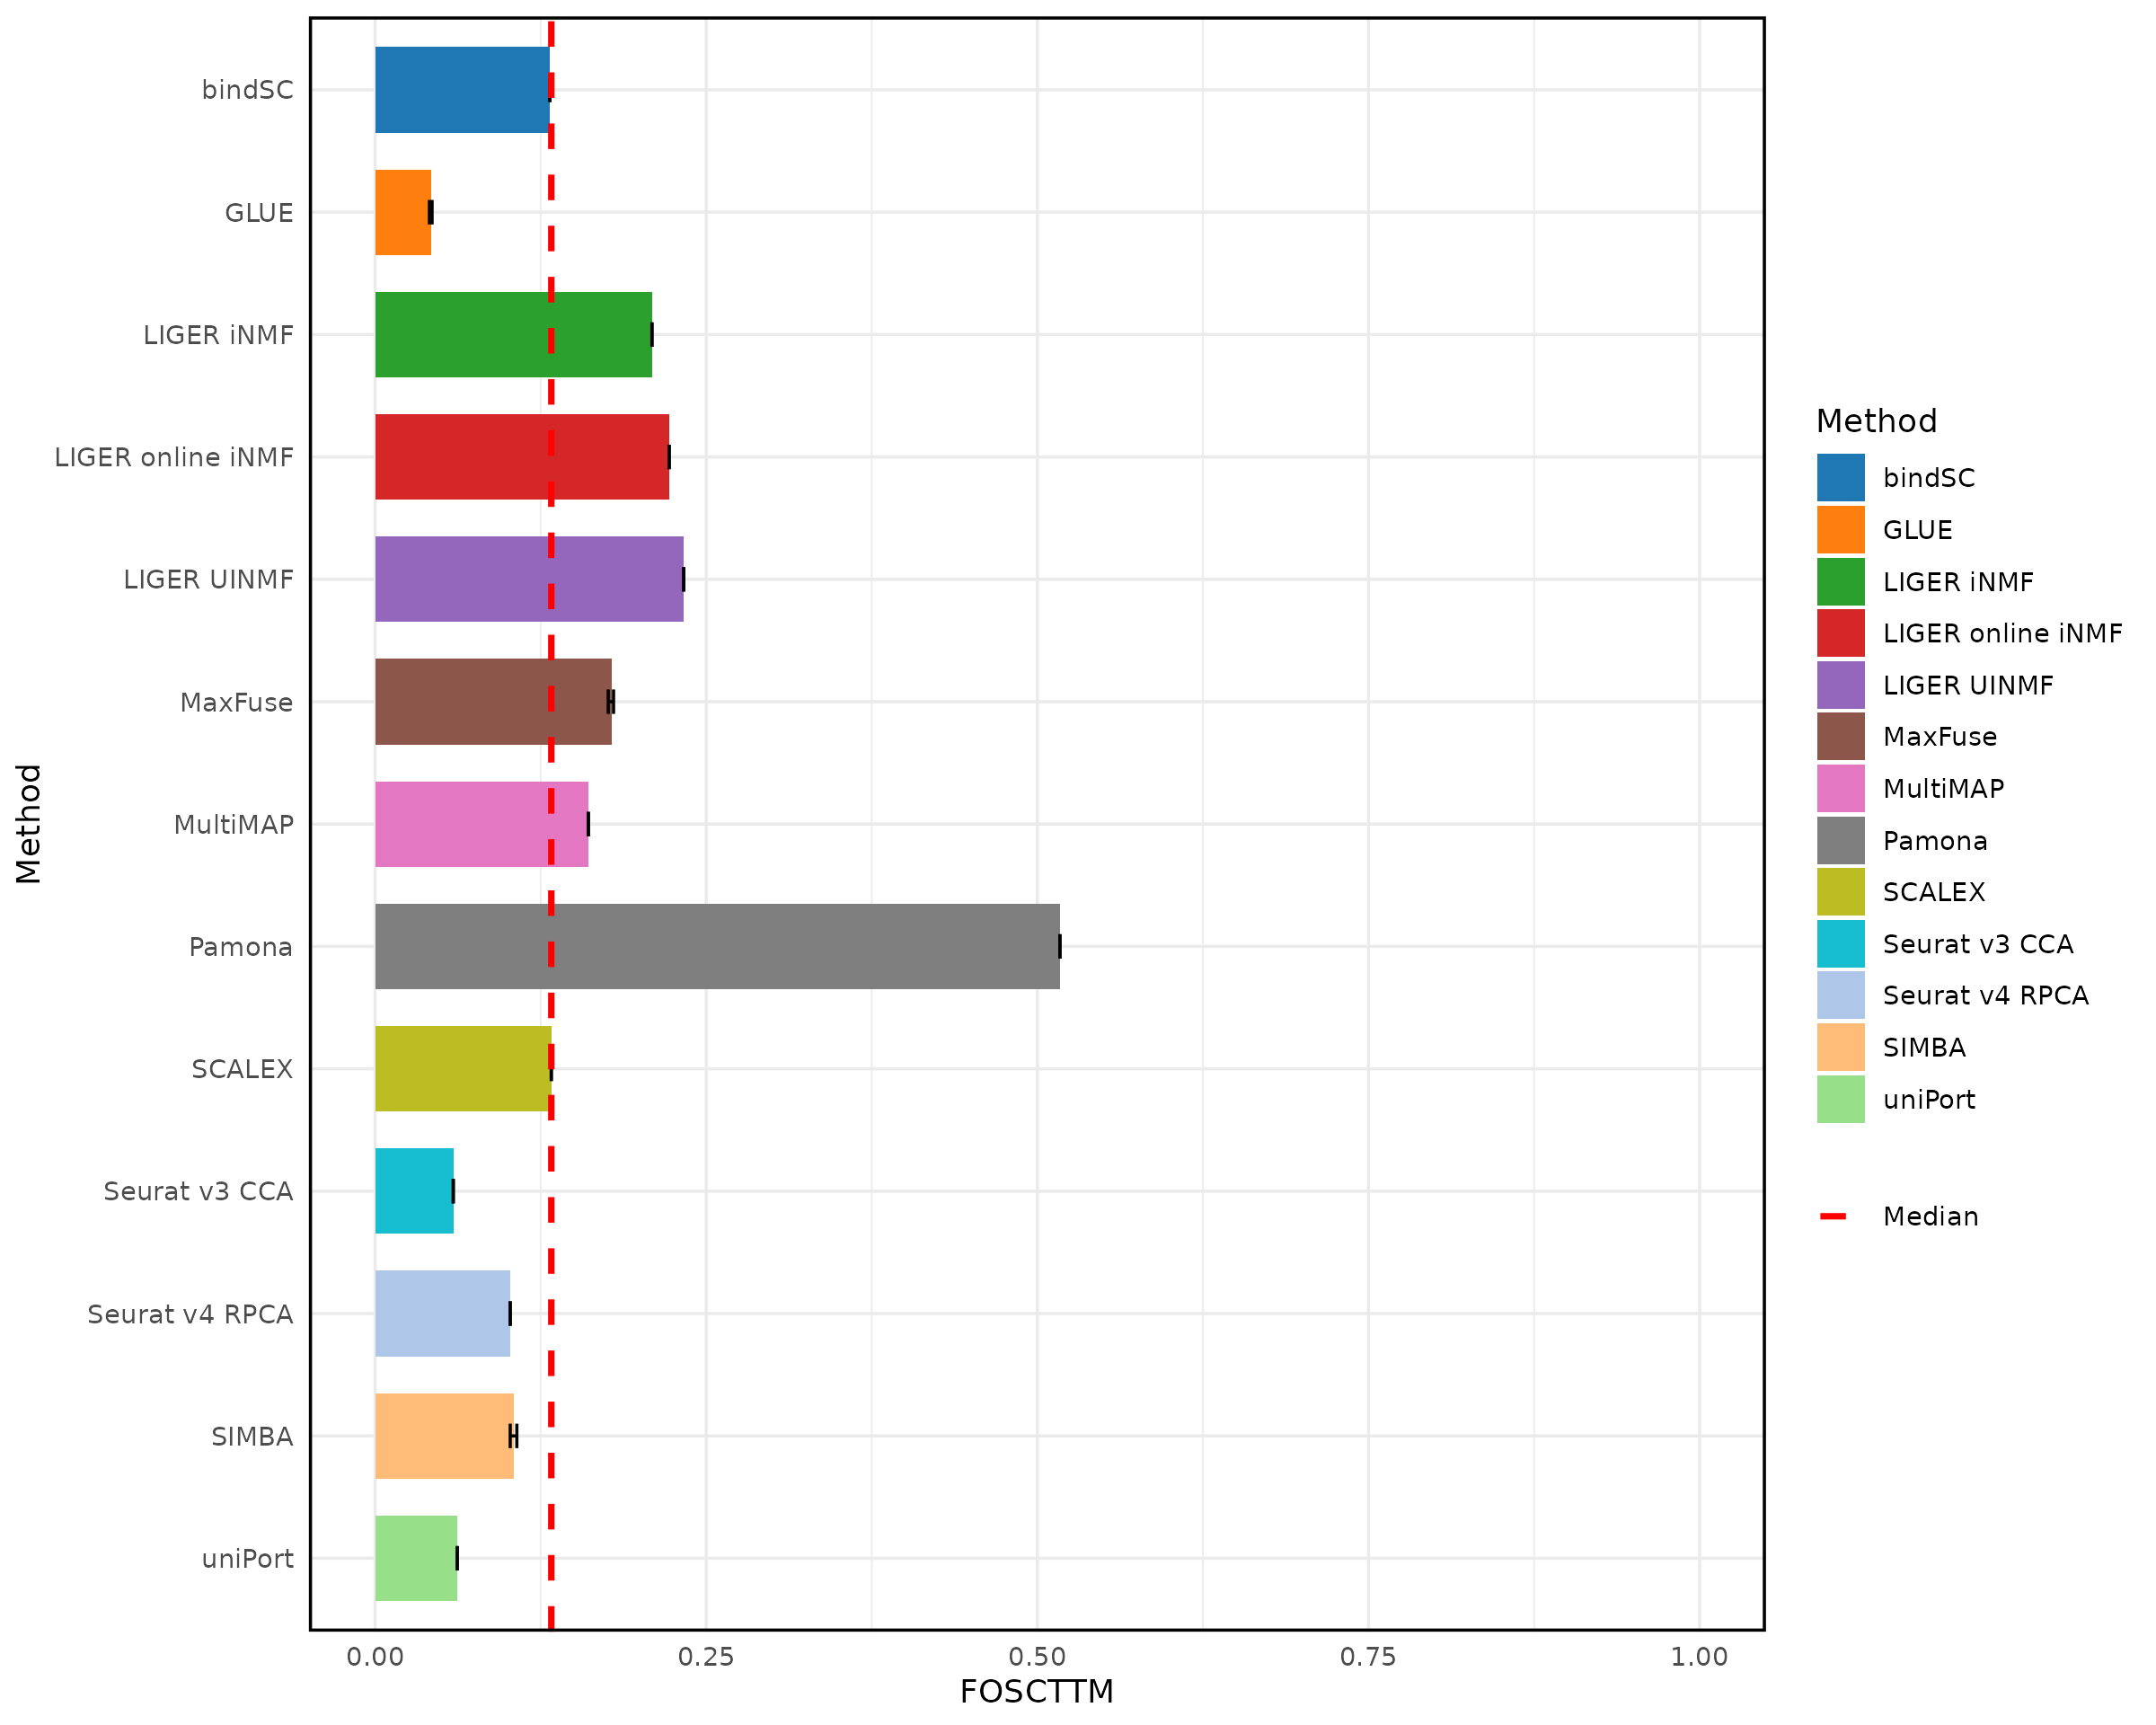 Method
bindSC
GLUE
LIGER iNMF
LIGER online iNMF
LIGER UINMF
MaxFuse
MultiMAP
Pamona
SCALEX
Seurat v3 CCA
Seurat v4 RPCA
SIMBA
uniPort
0.00 0.25 0.50 0.75 1.00
FOSCTTM
Method
bindSC
GLUE
LIGER iNMF
LIGER online iNMF
LIGER UINMF
MaxFuse
MultiMAP
Pamona
SCALEX
Seurat v3 CCA
Seurat v4 RPCA
SIMBA
uniPort
Median